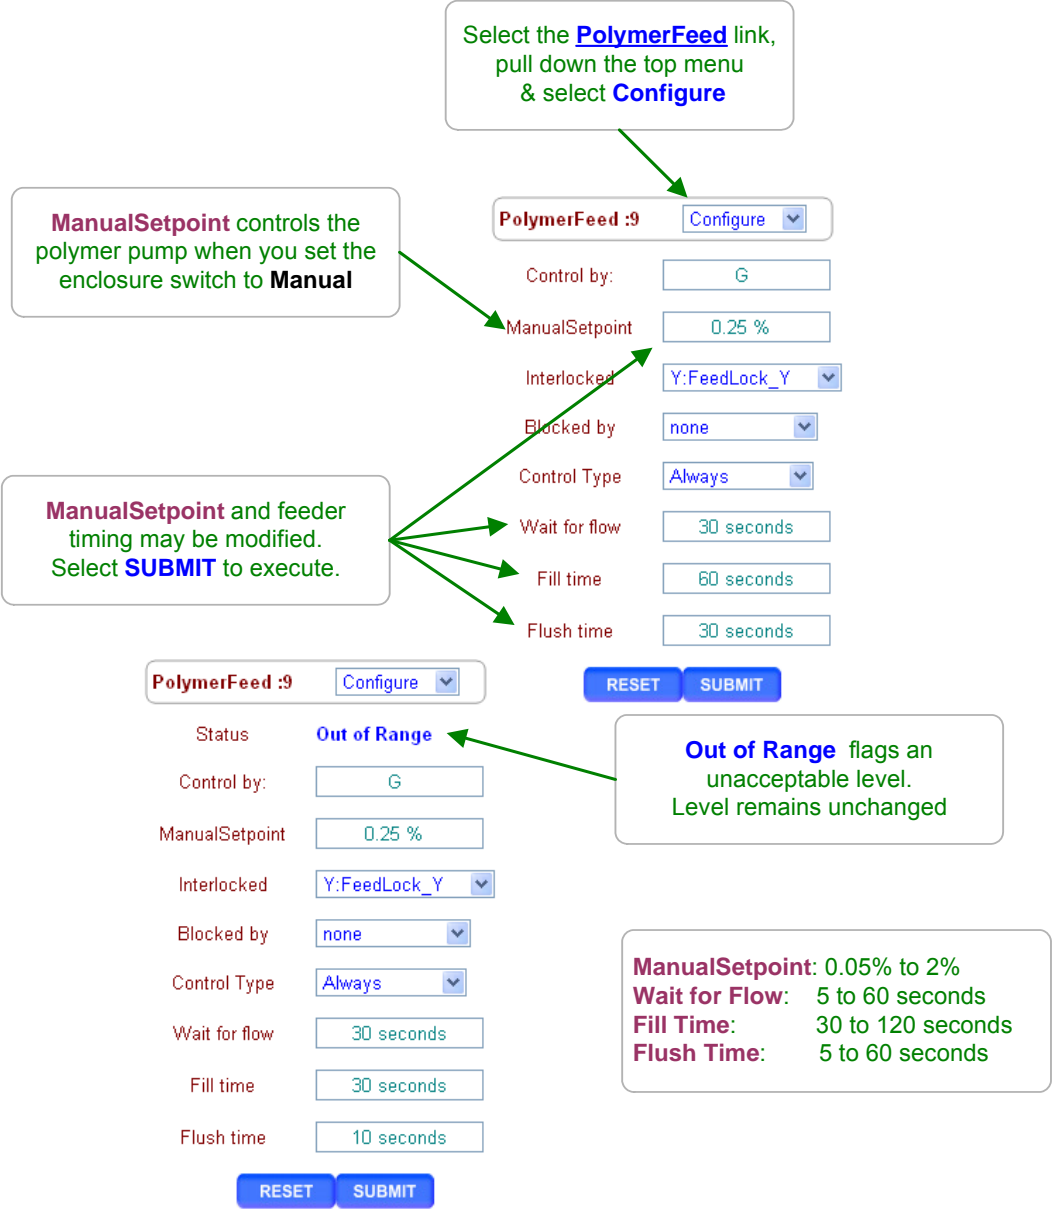 Select the PolymerFeed link,
pull down the top menu
& select Configure
ManualSetpoint controls the
polymer pump when you set the
enclosure switch to Manual
PolymerFeed :9 Configure
Control by: G
ManualSetpoint 0.25 %
Interlocked Y:FeedLock_Y
Blocked by none
Control Type Always
Wait for flow 30 seconds
Fill time 60 seconds
Flush time 30 seconds
RESET SUBMIT
ManualSetpoint and feeder
timing may be modified.
Select SUBMIT to execute.
PolymerFeed :9 Configure
Status Out of Range
Control by: G
ManualSetpoint 0.25 %
Interlocked Y:FeedLock_Y
Blocked by none
Control Type Always
Wait for flow 30 seconds
Fill time 30 seconds
Flush time 10 seconds
RESET SUBMIT
Out of Range flags an
unacceptable level.
Level remains unchanged
ManualSetpoint: 0.05% to 2%
Wait for Flow: 5 to 60 seconds
Fill Time: 30 to 120 seconds
Flush Time: 5 to 60 seconds